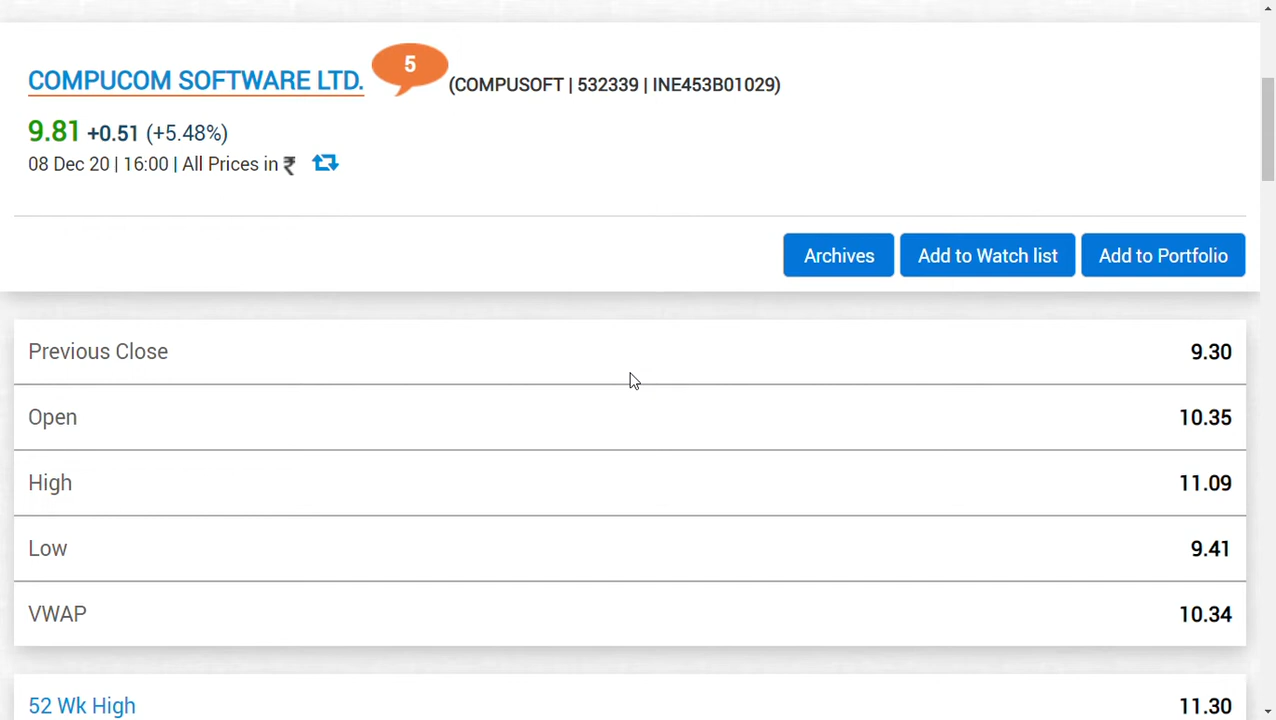 COMPUCOM SOFTWARE LTD. 5 (COMPUSOFT | 532339 | INE453B01029)
9.81 +0.51 (+5.48%)
08 Dec 20 | 16:00 | All Prices in ₹
Archives Add to Watch list Add to Portfolio
Previous Close 9.30
Open 10.35
High 11.09
Low 9.41
VWAP 10.34
52 Wk High 11.30